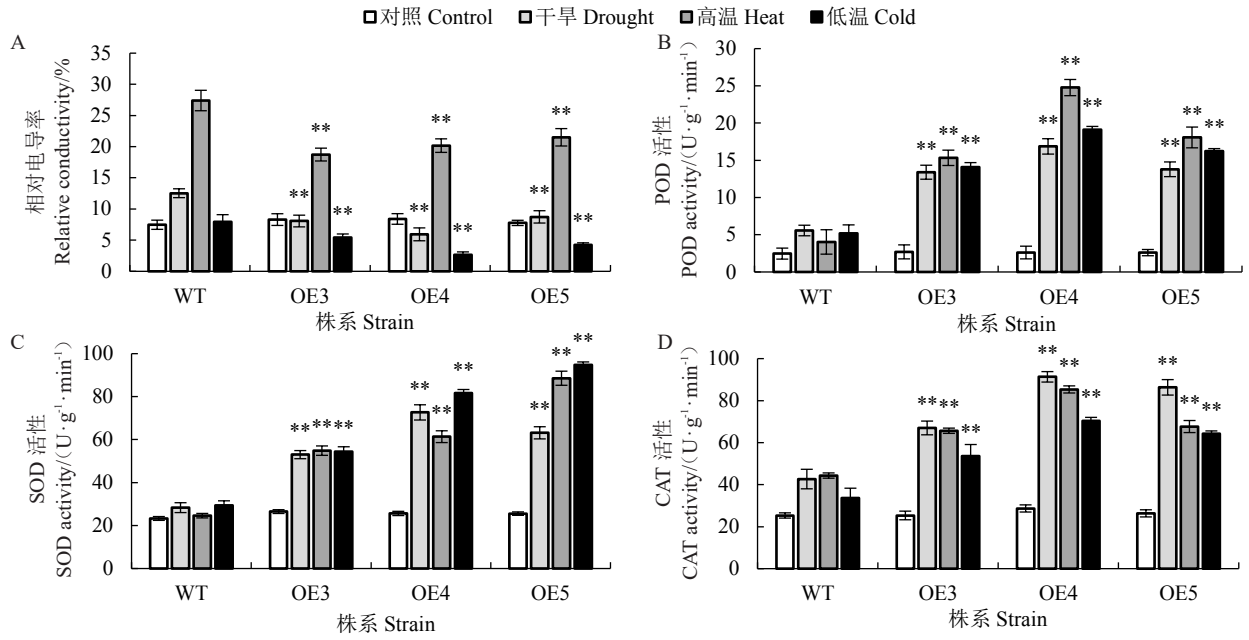 对照 Control 干旱 Drought 高温 Heat 低温 Cold
A
相对电导率
Relative conductivity/%
35
30
25
20
15
10
5
0
** ** **
** ** **
** ** **
WT OE3 OE4 OE5
株系 Strain
B
POD 活性
POD activity/(U·g⁻¹·min⁻¹)
30
25
20
15
10
5
0
** ** **
** ** **
** ** **
WT OE3 OE4 OE5
株系 Strain
C
SOD 活性
SOD activity/(U·g⁻¹·min⁻¹)
100
80
60
40
20
0
** ** **
** ** **
** ** **
WT OE3 OE4 OE5
株系 Strain
D
CAT 活性
CAT activity/(U·g⁻¹·min⁻¹)
100
80
60
40
20
0
** ** **
** ** **
** ** **
WT OE3 OE4 OE5
株系 Strain